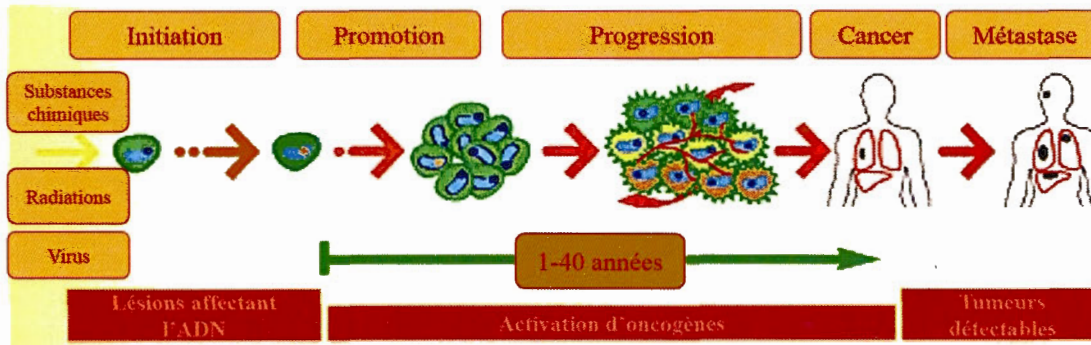 Initiation
Promotion
Progression
Cancer
Métastase
Substances
chimiques
Radiations
Virus
1-40 années
Lésions affectant
l'ADN
Activation d'oncogènes
Tumeurs
détectables